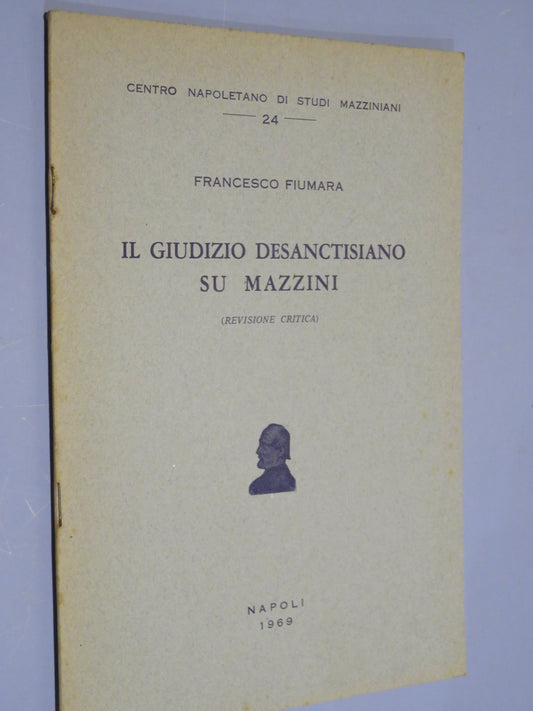 CENTRO NAPOLETANO DI STUDI MAZZINIANI
24
FRANCESCO FIUMARA
IL GIUDIZIO DESANCTISIANO
SU MAZZINI
(REVISIONE CRITICA)
NAPOLI
1969